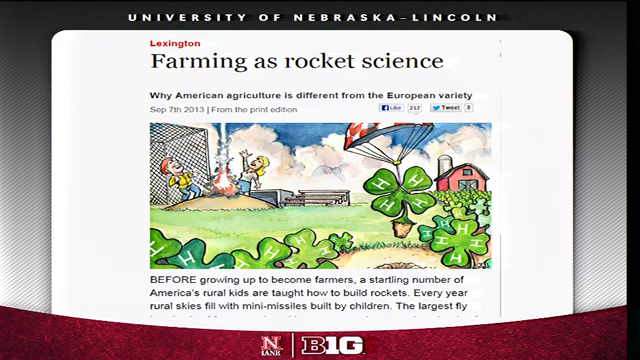 UNIVERSITY OF NEBRASKA–LINCOLN
Lexington
Farming as rocket science
Why American agriculture is different from the European variety
Sep 7th 2013 | From the print edition
Like 212 Tweet 8
H H H H
H H H H H H H H H H
BEFORE growing up to become farmers, a startling number of
America's rural kids are taught how to build rockets. Every year
rural skies fill with mini-missiles built by children. The largest fly
N IANR B1G